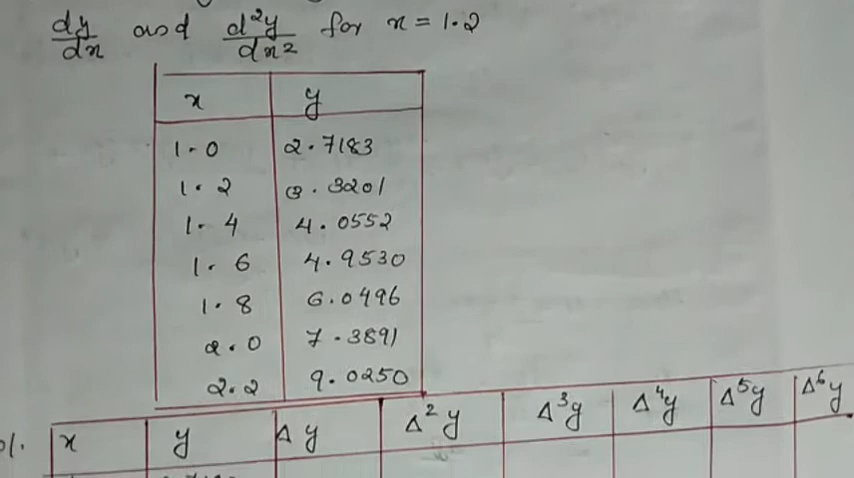 dy/dx and d²y/dx² for x = 1.2
x y
1.0 2.7183
1.2 3.3201
1.4 4.0552
1.6 4.9530
1.8 6.0496
2.0 7.3891
2.2 9.0250
x y Δy Δ²y Δ³y Δ⁴y Δ⁵y Δ⁶y